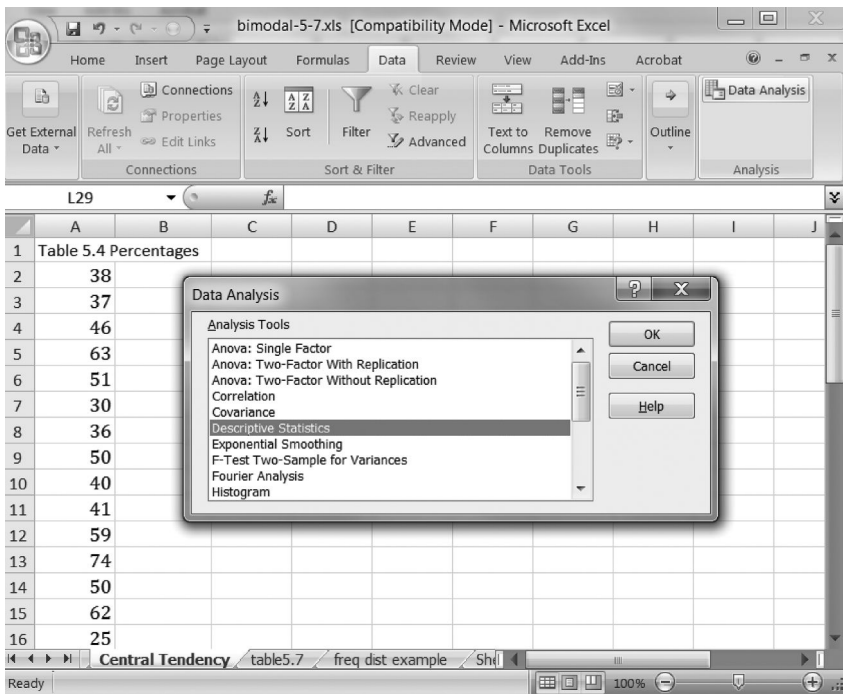 bimodal-5-7.xls [Compatibility Mode] - Microsoft Excel
Home Insert Page Layout Formulas Data Review View Add-Ins Acrobat
Get External Data
Refresh All
Connections
Properties
Edit Links
Connections
Sort
Filter
Clear
Reapply
Advanced
Sort & Filter
Text to Columns
Remove Duplicates
Data Tools
Outline
Data Analysis
Analysis
L29 fx
A B C D E F G H I J
1 Table 5.4 Percentages
2 38
3 37
4 46
5 63
6 51
7 30
8 36
9 50
10 40
11 41
12 59
13 74
14 50
15 62
16 25
Data Analysis
Analysis Tools
Anova: Single Factor
Anova: Two-Factor With Replication
Anova: Two-Factor Without Replication
Correlation
Covariance
Descriptive Statistics
Exponential Smoothing
F-Test Two-Sample for Variances
Fourier Analysis
Histogram
OK
Cancel
Help
Central Tendency table5.7 freq dist example She
Ready 100%